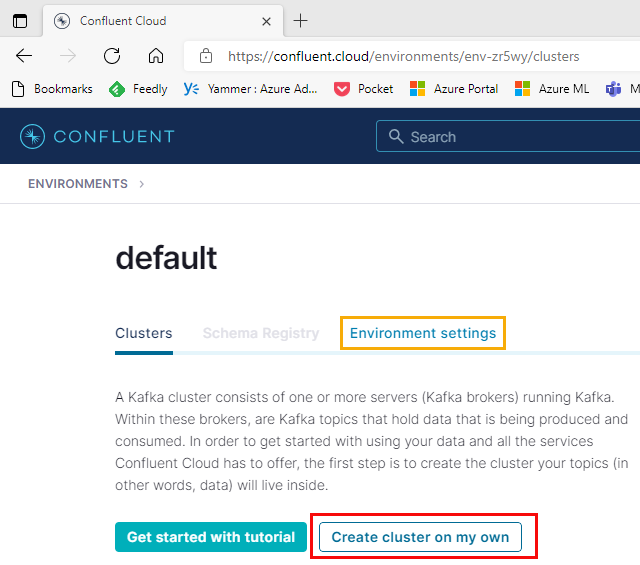 Confluent Cloud
https://confluent.cloud/environments/env-zr5wy/clusters
Bookmarks Feedly Yammer : Azure Ad... Pocket Azure Portal Azure ML M
CONFLUENT Search
ENVIRONMENTS >
default
Clusters Schema Registry Environment settings
A Kafka cluster consists of one or more servers (Kafka brokers) running Kafka.
Within these brokers, are Kafka topics that hold data that is being produced and
consumed. In order to get started with using your data and all the services
Confluent Cloud has to offer, the first step is to create the cluster your topics (in
other words, data) will live inside.
Get started with tutorial Create cluster on my own